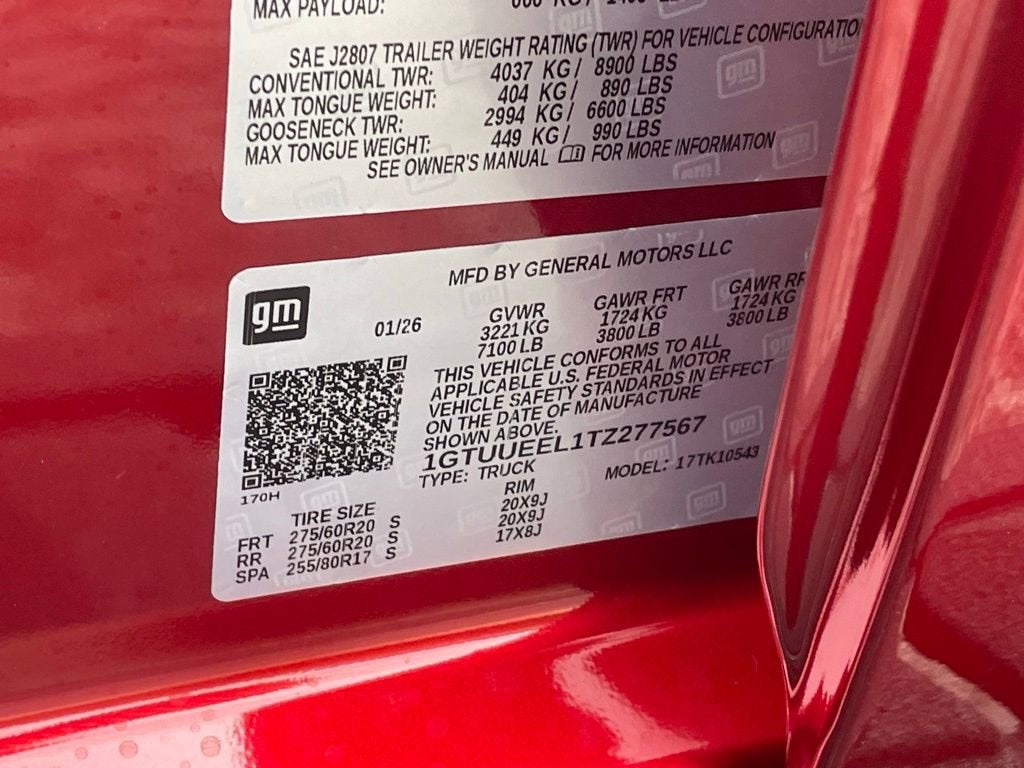 MAX PAYLOAD:
SAE J2807 TRAILER WEIGHT RATING (TWR) FOR VEHICLE CONFIGURATIO
CONVENTIONAL TWR: 4037 KG/ 8900 LBS
MAX TONGUE WEIGHT: 404 KG/ 890 LBS
GOOSENECK TWR: 2994 KG/ 6600 LBS
MAX TONGUE WEIGHT: 449 KG/ 990 LBS
SEE OWNER'S MANUAL FOR MORE INFORMATION
MFD BY GENERAL MOTORS LLC
gm
01/26
GVWR GAWR FRT GAWR RR
3221 KG 1724 KG 1724 KG
7100 LB 3800 LB 3800 LB
THIS VEHICLE CONFORMS TO ALL
APPLICABLE U.S. FEDERAL MOTOR
VEHICLE SAFETY STANDARDS IN EFFECT
ON THE DATE OF MANUFACTURE
SHOWN ABOVE.
1GTUUEEL1TZ277567
TYPE: TRUCK MODEL: 17TK10543
170H
TIRE SIZE RIM
FRT 275/60R20 S 20X9J
RR 275/60R20 S 20X9J
SPA 255/80R17 S 17X8J